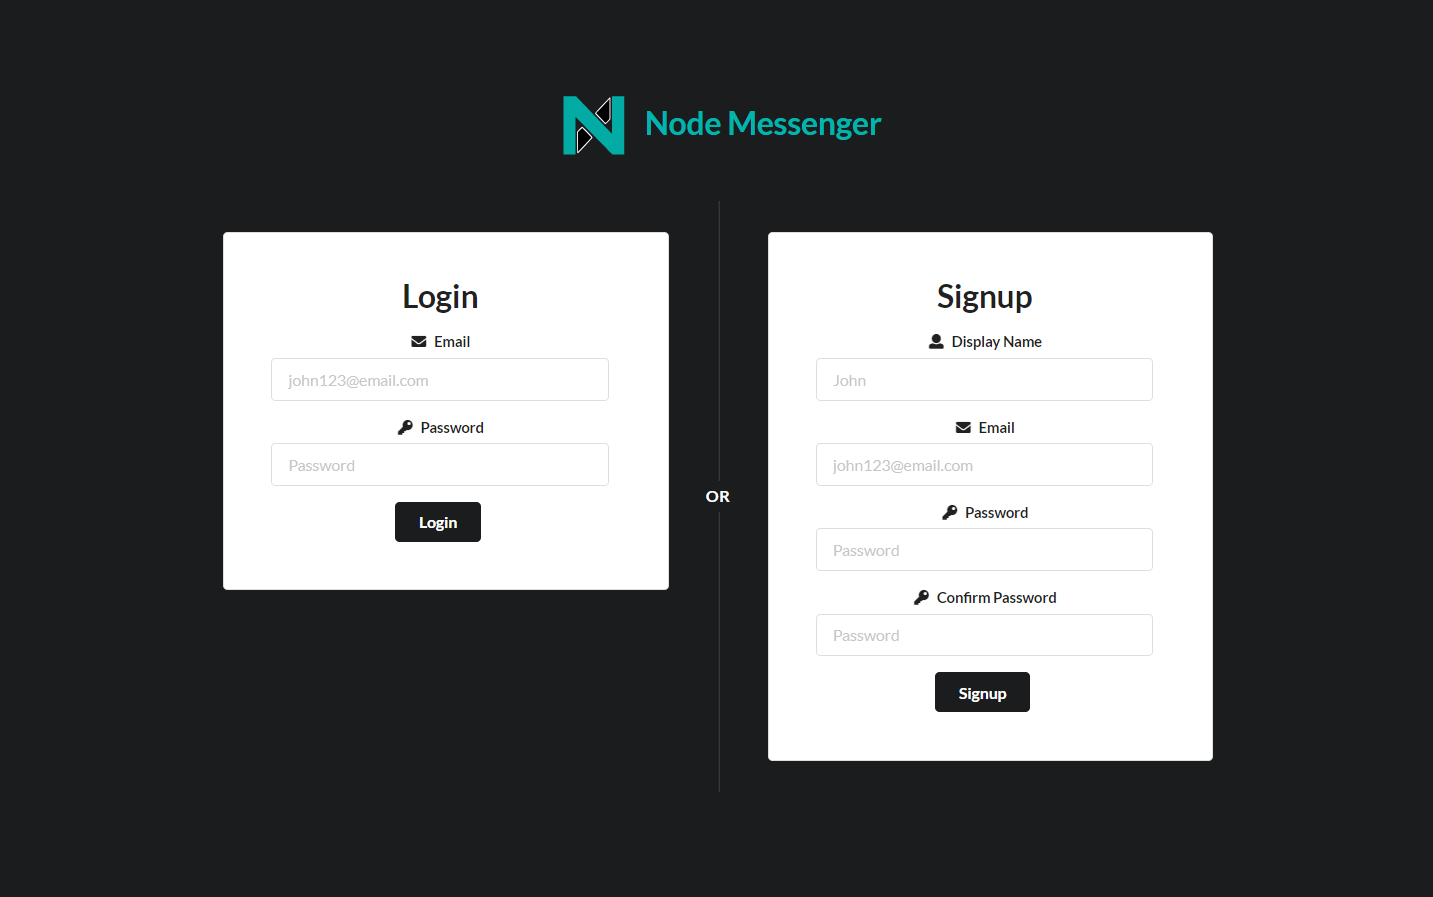 Node Messenger
Login
Email
john123@email.com
Password
Password
Login
OR
Signup
Display Name
John
Email
john123@email.com
Password
Password
Confirm Password
Password
Signup